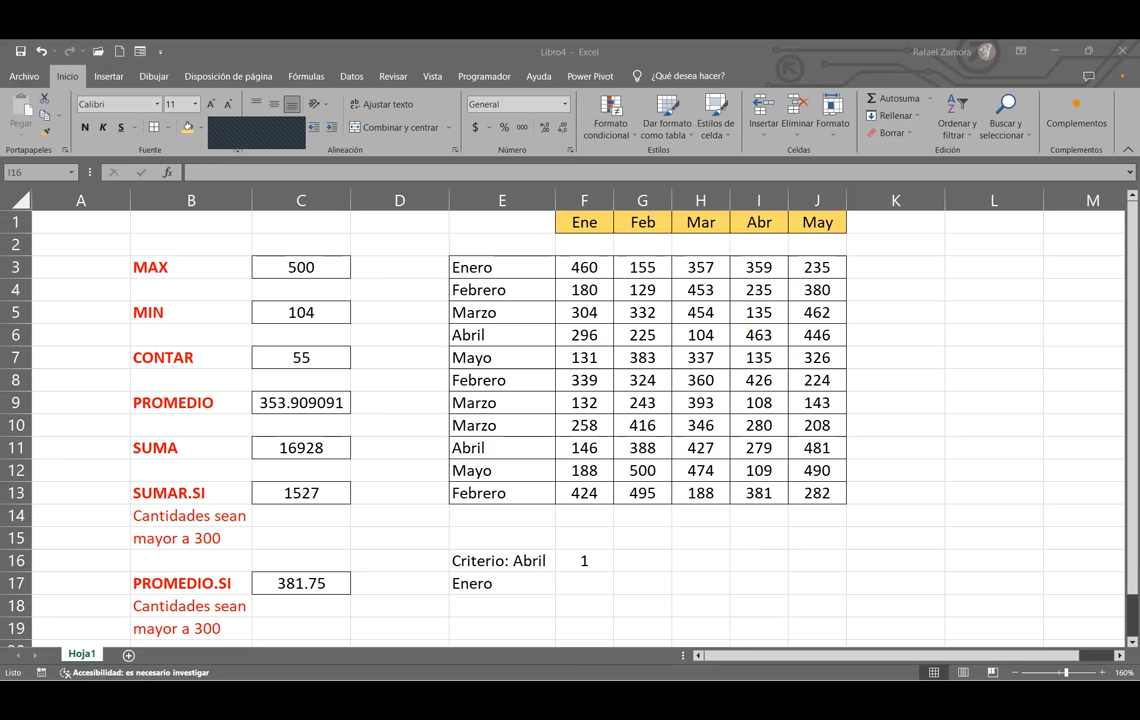 Libro4 - Excel
Rafael Zamora
Archivo Inicio Insertar Dibujar Disposición de página Fórmulas Datos Revisar Vista Programador Ayuda Power Pivot ¿Qué desea hacer?
Pegar
Calibri 11
N K S
Ajustar texto
Combinar y centrar
General
$ % 000
Formato condicional
Dar formato como tabla
Estilos de celda
Insertar Eliminar Formato
Autosuma
Rellenar
Borrar
Ordenar y filtrar
Buscar y seleccionar
Complementos
Portapapeles Fuente Alineación Número Estilos Celdas Edición Complementos
I16 fx
A B C D E F G H I J K L M
1 Ene Feb Mar Abr May
2
3 MAX 500 Enero 460 155 357 359 235
4 Febrero 180 129 453 235 380
5 MIN 104 Marzo 304 332 454 135 462
6 Abril 296 225 104 463 446
7 CONTAR 55 Mayo 131 383 337 135 326
8 Febrero 339 324 360 426 224
9 PROMEDIO 353.909091 Marzo 132 243 393 108 143
10 Marzo 258 416 346 280 208
11 SUMA 16928 Abril 146 388 427 279 481
12 Mayo 188 500 474 109 490
13 SUMAR.SI 1527 Febrero 424 495 188 381 282
14 Cantidades sean
15 mayor a 300
16 Criterio: Abril 1
17 PROMEDIO.SI 381.75 Enero
18 Cantidades sean
19 mayor a 300
Hoja1
Listo Accesibilidad: es necesario investigar 160%